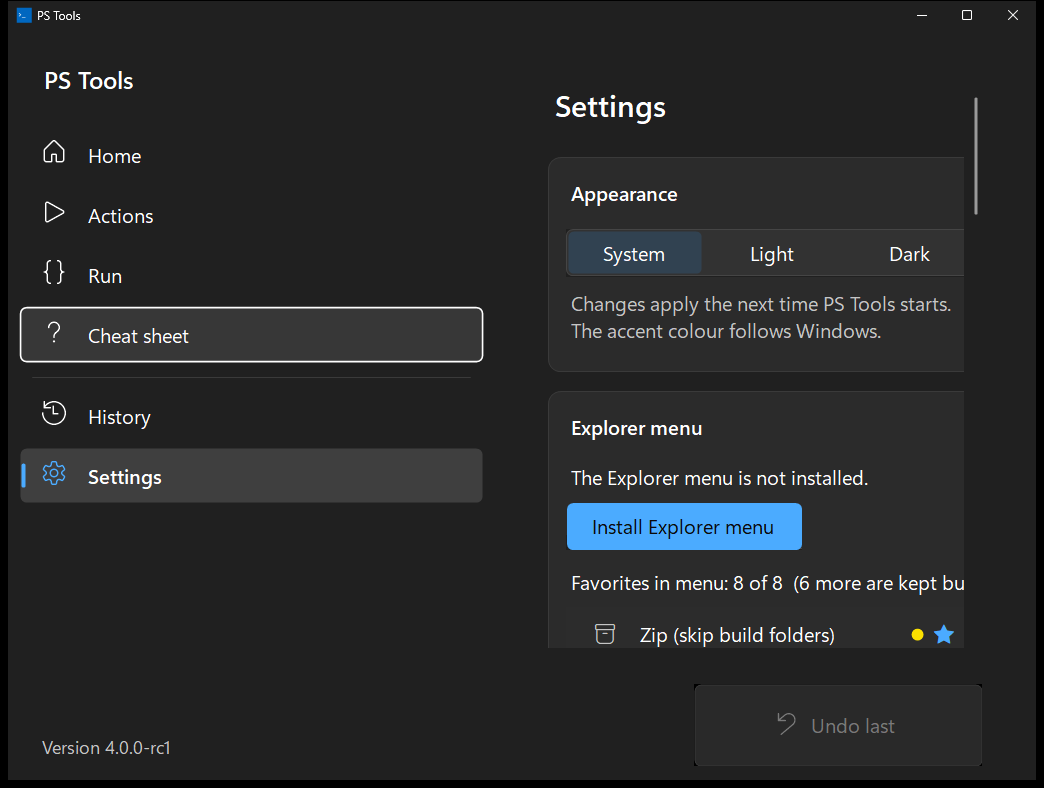 PS Tools
PS Tools
Home
Actions
Run
Cheat sheet
History
Settings
Version 4.0.0-rc1
Settings
Appearance
System Light Dark
Changes apply the next time PS Tools starts.
The accent colour follows Windows.
Explorer menu
The Explorer menu is not installed.
Install Explorer menu
Favorites in menu: 8 of 8 (6 more are kept bu
Zip (skip build folders)
Undo last